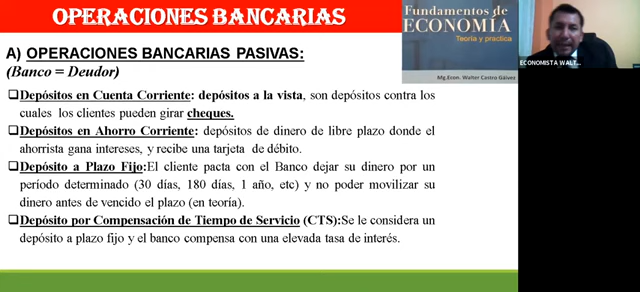 OPERACIONES BANCARIAS
Fundamentos de
ECONOMÍA
Teoría y practica
Mg.Econ. Walter Castro Gálvez
ECONOMISTA WALT...
A) OPERACIONES BANCARIAS PASIVAS:
(Banco = Deudor)
❑Depósitos en Cuenta Corriente: depósitos a la vista, son depósitos contra los
cuales los clientes pueden girar cheques.
❑Depósitos en Ahorro Corriente: depósitos de dinero de libre plazo donde el
ahorrista gana intereses, y recibe una tarjeta de débito.
❑Depósito a Plazo Fijo:El cliente pacta con el Banco dejar su dinero por un
período determinado (30 días, 180 días, 1 año, etc) y no poder movilizar su
dinero antes de vencido el plazo (en teoría).
❑Depósito por Compensación de Tiempo de Servicio (CTS):Se le considera un
depósito a plazo fijo y el banco compensa con una elevada tasa de interés.